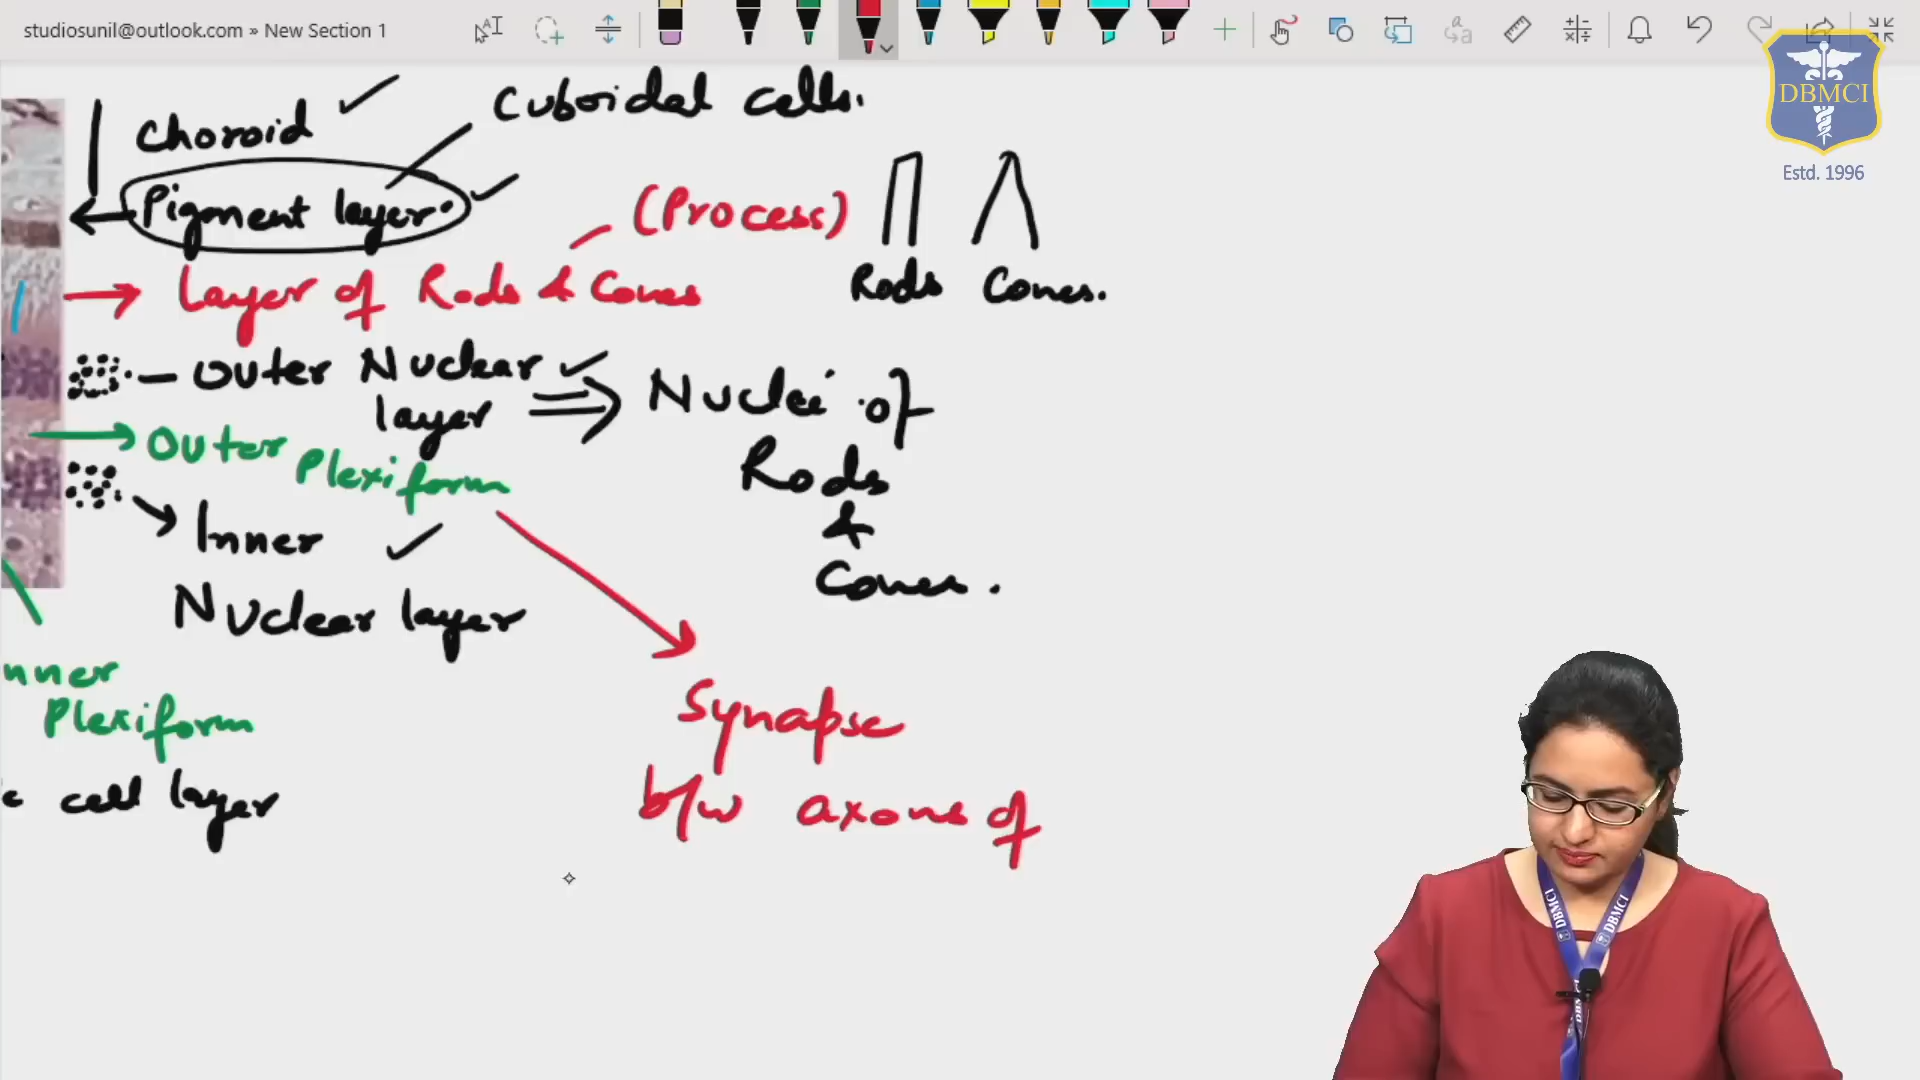 studiosunil@outlook.com » New Section 1
DBMCI
Estd. 1996
Choroid
Cuboidal cells.
Pigment layer.
(Process)
Layer of Rods & Cones
Rods Cones.
Outer Nuclear
layer
Nuclei of
Rods
&
Cones.
Outer Plexiform
Inner
Nuclear layer
nner
Plexiform
Synapse
b/w axons of
c cell layer
DBMCI
DBMCI